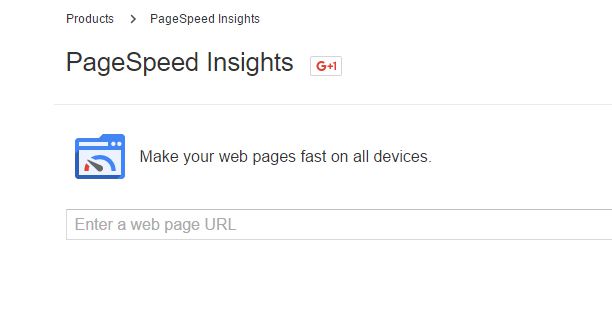 Products > PageSpeed Insights
PageSpeed Insights G+1
Make your web pages fast on all devices.
Enter a web page URL